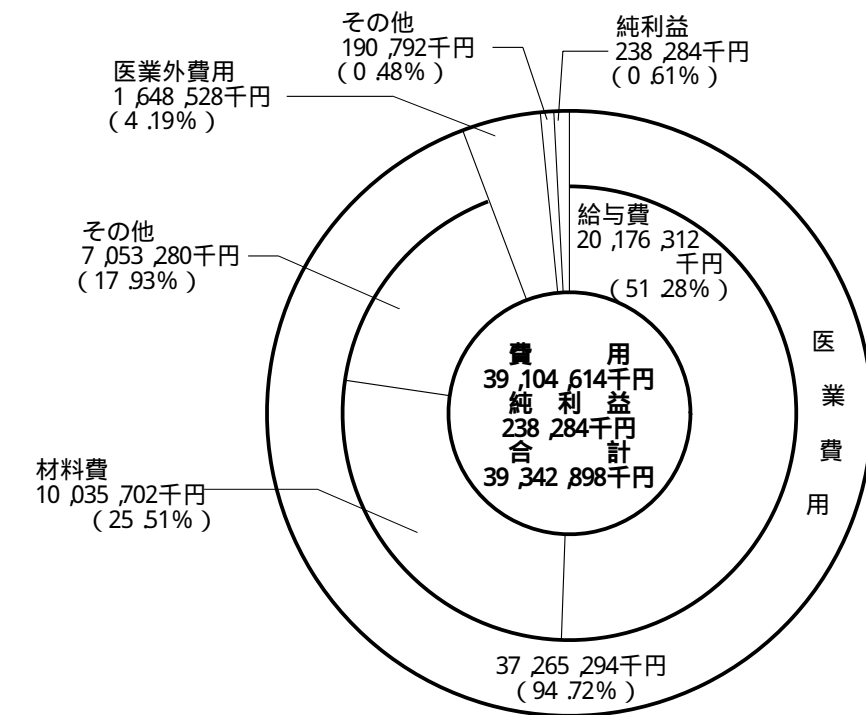 その他
190,792千円
(0.48%)
純利益
238,284千円
(0.61%)
医業外費用
1,648,528千円
(4.19%)
その他
7,053,280千円
(17.93%)
給与費
20,176,312
千円
(51.28%)
費用
39,104,614千円
純利益
238,284千円
合計
39,342,898千円
医業費用
材料費
10,035,702千円
(25.51%)
37,265,294千円
(94.72%)